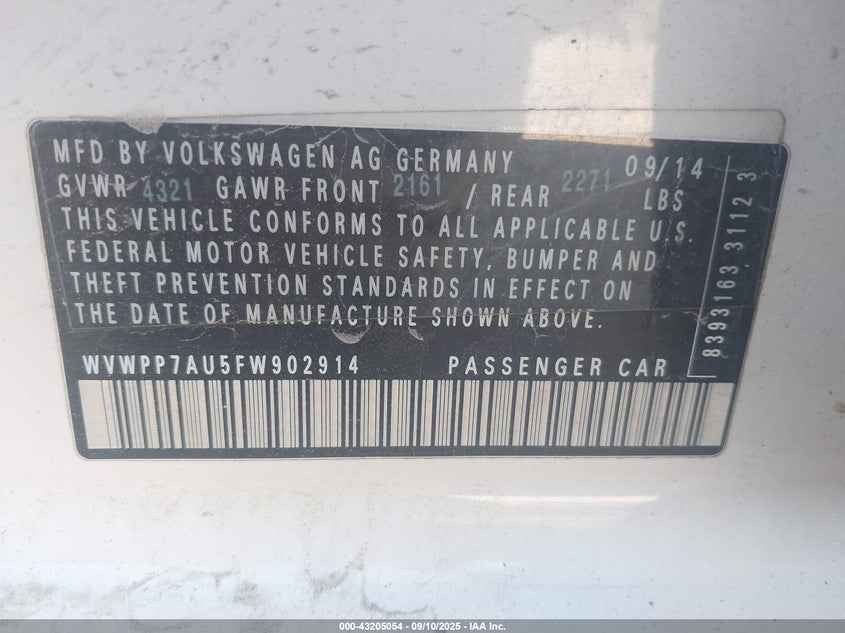 MFD BY VOLKSWAGEN AG GERMANY 09/14
GVWR 4321 GAWR FRONT 2161 / REAR 2271 LBS
THIS VEHICLE CONFORMS TO ALL APPLICABLE U.S.
FEDERAL MOTOR VEHICLE SAFETY, BUMPER AND
THEFT PREVENTION STANDARDS IN EFFECT ON
THE DATE OF MANUFACTURE SHOWN ABOVE.
WVWPP7AU5FW902914 PASSENGER CAR
8393163 3112 3
000-43205054 - 09/10/2025 - IAA Inc.